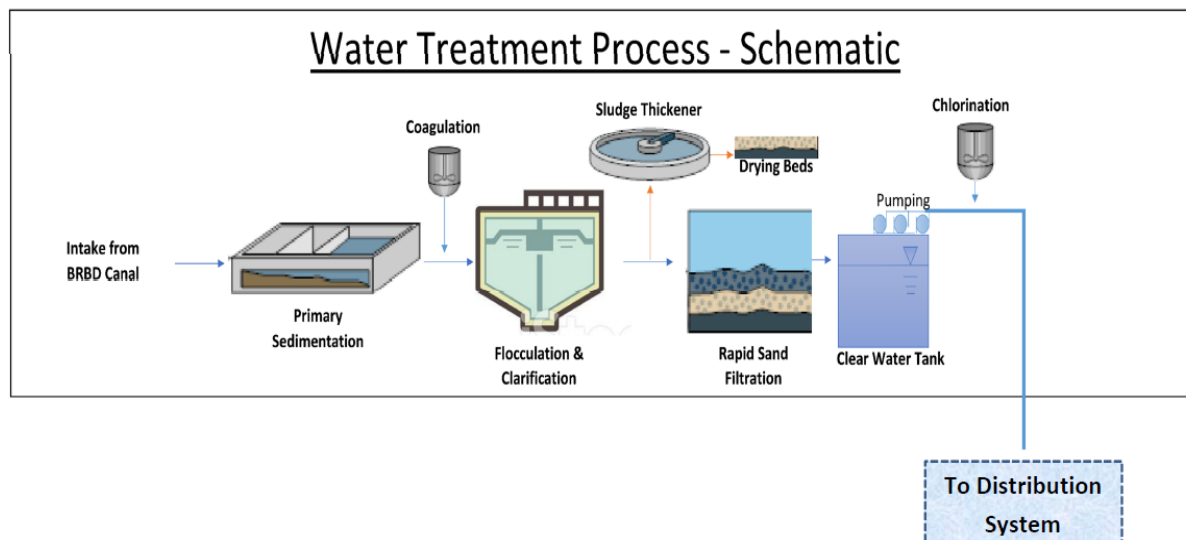 Water Treatment Process - Schematic
Sludge Thickener
Chlorination
Coagulation
Drying Beds
Pumping
Intake from
BRBD Canal
Primary
Sedimentation
Flocculation &
Clarification
Rapid Sand
Filtration
Clear Water Tank
To Distribution
System